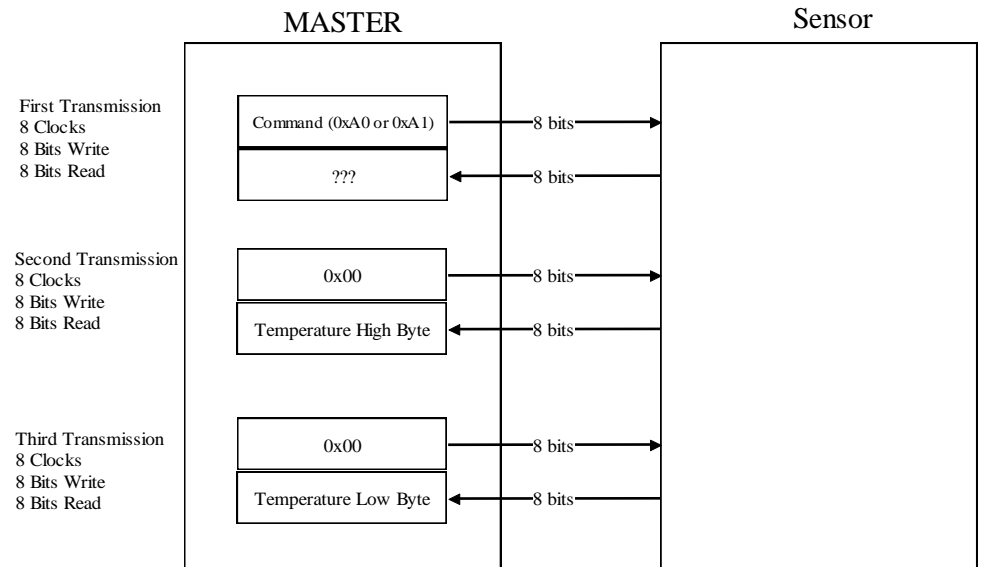 MASTER
Sensor
First Transmission
8 Clocks
8 Bits Write
8 Bits Read
Command (0xA0 or 0xA1)
8 bits
???
8 bits
Second Transmission
8 Clocks
8 Bits Write
8 Bits Read
0x00
8 bits
Temperature High Byte
8 bits
Third Transmission
8 Clocks
8 Bits Write
8 Bits Read
0x00
8 bits
Temperature Low Byte
8 bits